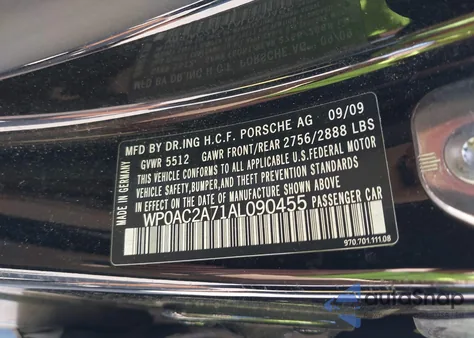 MFD BY DR.ING H.C.F. PORSCHE AG 09/09
GVWR 5512 GAWR FRONT/REAR 2756/2888 LBS
THIS VEHICLE CONFORMS TO ALL APPLICABLE U.S.FEDERAL MOTOR
VEHICLE SAFETY,BUMPER,AND THEFT PREVENTION STANDARDS
IN EFFECT ON THE DATE OF MANUFACTURE SHOWN ABOVE
WP0AC2A71AL090455 PASSENGER CAR
MADE IN GERMANY
970.701.111.08
autoSnap